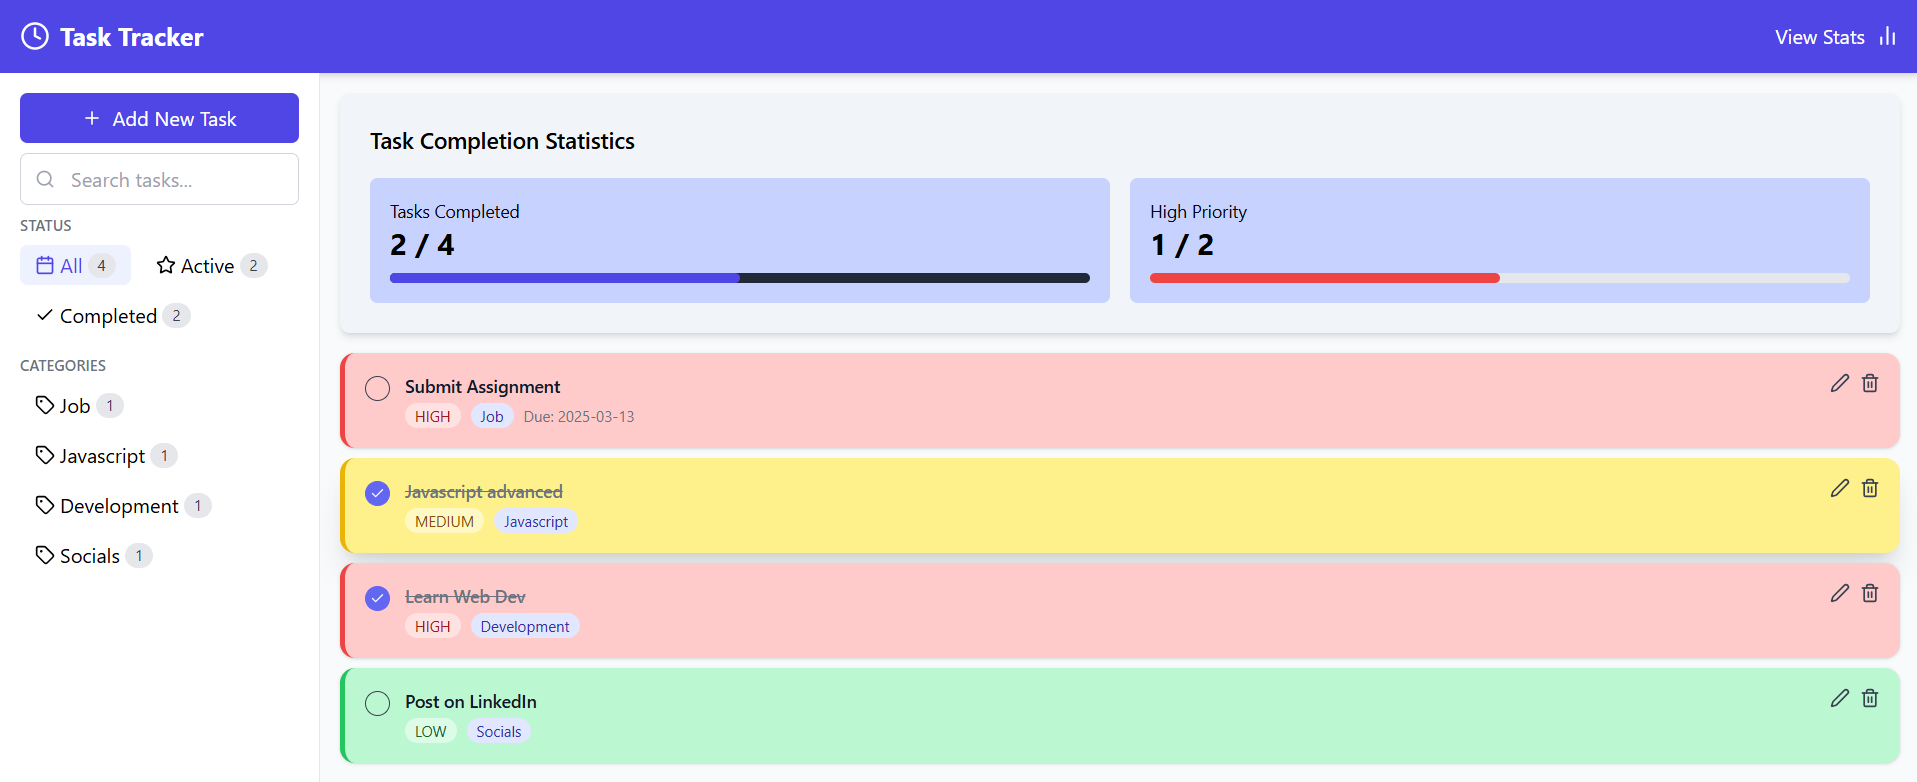 Task Tracker
View Stats
Add New Task
Search tasks...
STATUS
All 4
Active 2
Completed 2
CATEGORIES
Job 1
Javascript 1
Development 1
Socials 1
Task Completion Statistics
Tasks Completed
2 / 4
High Priority
1 / 2
Submit Assignment
HIGH Job Due: 2025-03-13
Javascript advanced
MEDIUM Javascript
Learn Web Dev
HIGH Development
Post on LinkedIn
LOW Socials